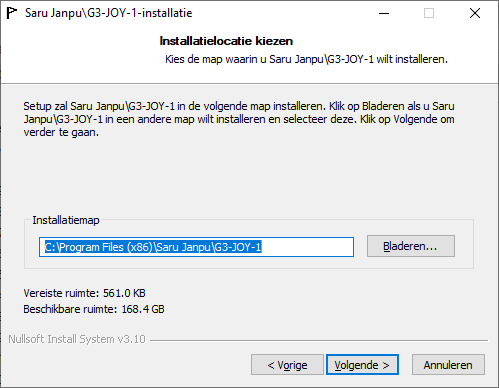 Saru Janpu\G3-JOY-1-installatie
Installatielocatie kiezen
Kies de map waarin u Saru Janpu\G3-JOY-1 wilt installeren.
Setup zal Saru Janpu\G3-JOY-1 in de volgende map installeren. Klik op Bladeren als u Saru
Janpu\G3-JOY-1 in een andere map wilt installeren en selecteer deze. Klik op Volgende om
verder te gaan.
Installatiemap
C:\Program Files (x86)\Saru Janpu\G3-JOY-1
Bladeren...
Vereiste ruimte: 561.0 KB
Beschikbare ruimte: 168.4 GB
Nullsoft Install System v3.10
< Vorige
Volgende >
Annuleren